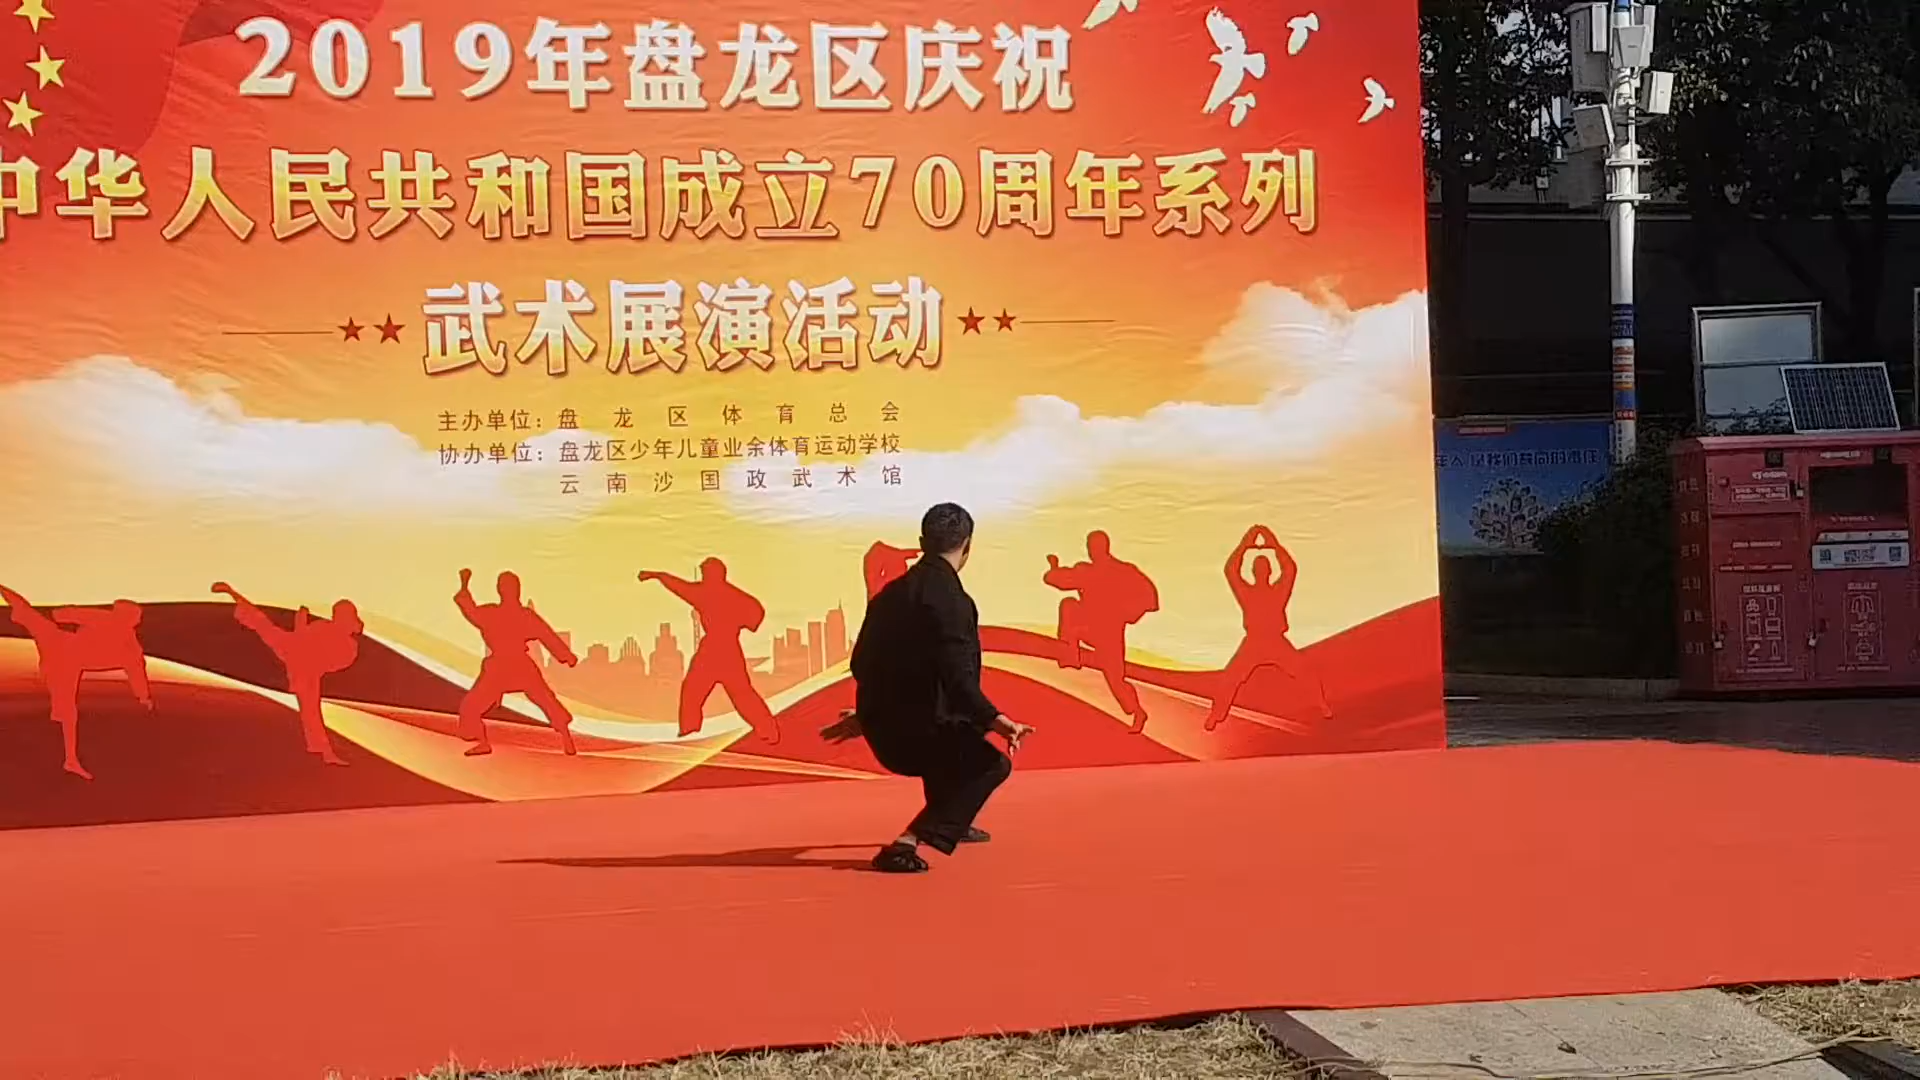 2019年盘龙区庆祝
中华人民共和国成立70周年系列
武术展演活动
主办单位：盘龙区体育总会
协办单位：盘龙区少年儿童业余体育运动学校
云南沙国政武术馆